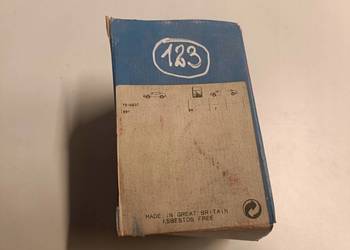 123
MADE IN GREAT BRITAIN
ASBESTOS FREE